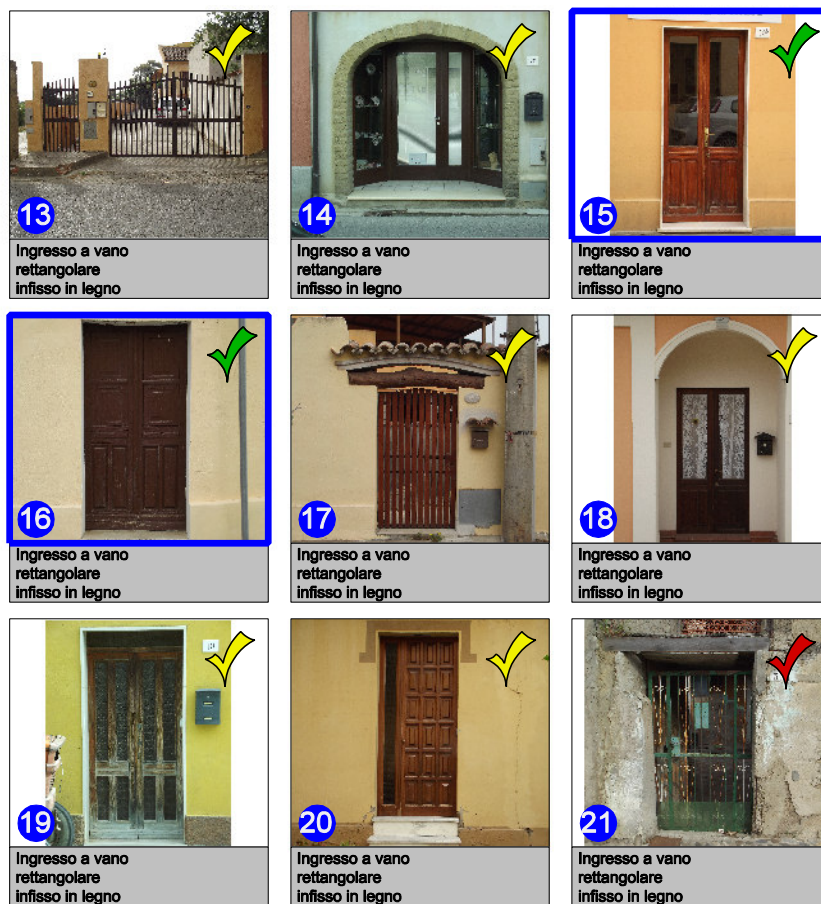 13
Ingresso a vano
rettangolare
infisso in legno
14
Ingresso a vano
rettangolare
infisso in legno
15
Ingresso a vano
rettangolare
infisso in legno
16
Ingresso a vano
rettangolare
infisso in legno
17
Ingresso a vano
rettangolare
infisso in legno
18
Ingresso a vano
rettangolare
infisso in legno
19
Ingresso a vano
rettangolare
infisso in legno
20
Ingresso a vano
rettangolare
infisso in legno
21
Ingresso a vano
rettangolare
infisso in legno